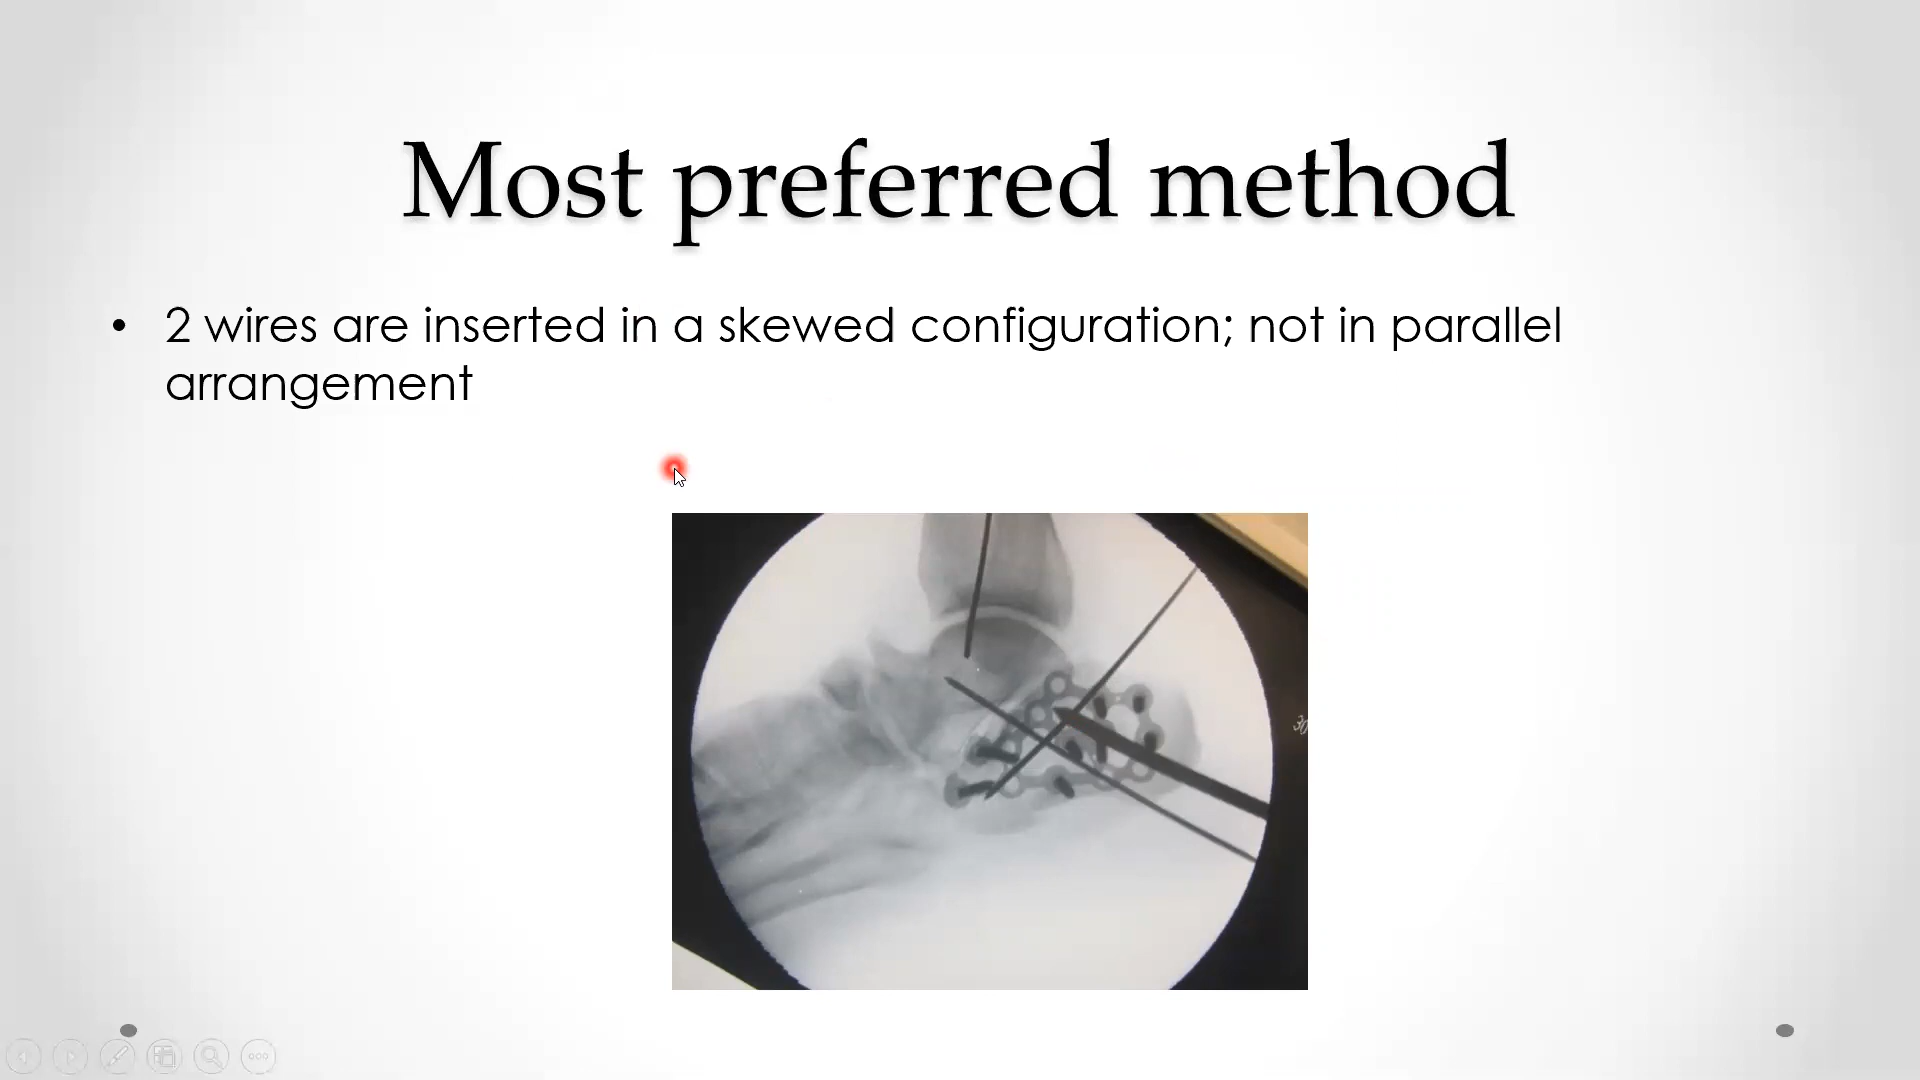 Most preferred method
• 2 wires are inserted in a skewed configuration; not in parallel
arrangement